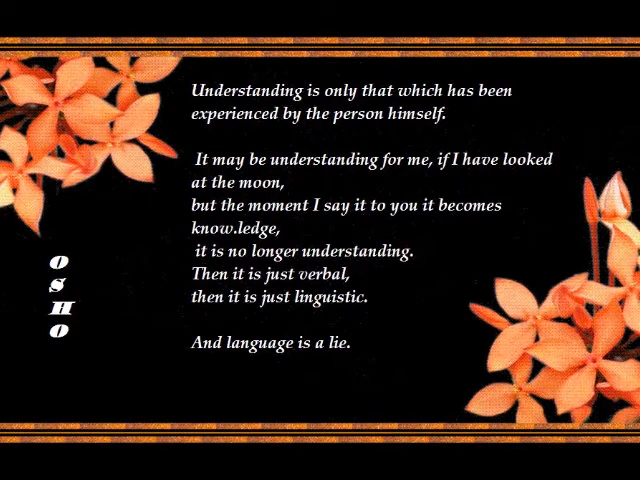 Understanding is only that which has been
experienced by the person himself.
It may be understanding for me, if I have looked
at the moon,
but the moment I say it to you it becomes
know.ledge,
it is no longer understanding.
Then it is just verbal,
then it is just linguistic.
And language is a lie.
O
S
H
O